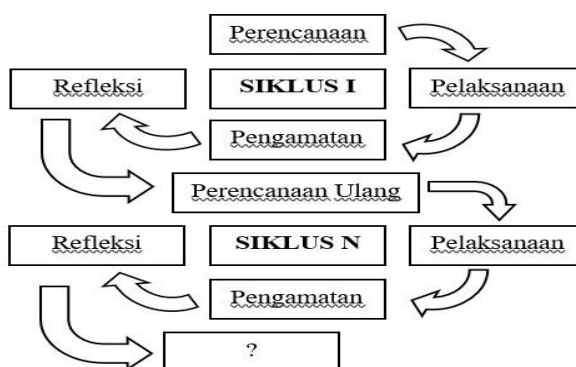 Perencanaan
Refleksi
SIKLUS I
Pelaksanaan
Pengamatan
Perencanaan Ulang
Refleksi
SIKLUS N
Pelaksanaan
Pengamatan
?